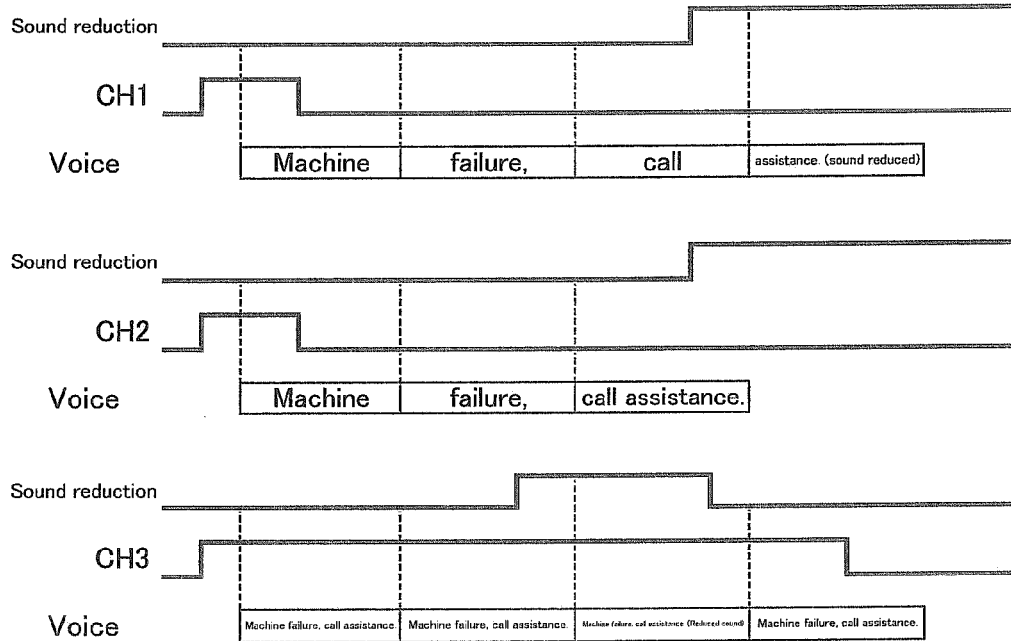 Sound reduction
CH1
Voice Machine failure, call assistance. (sound reduced)
Sound reduction
CH2
Voice Machine failure, call assistance.
Sound reduction
CH3
Voice Machine failure, call assistance. Machine failure, call assistance. Machine failure, call assistance (Reduced sound) Machine failure, call assistance.